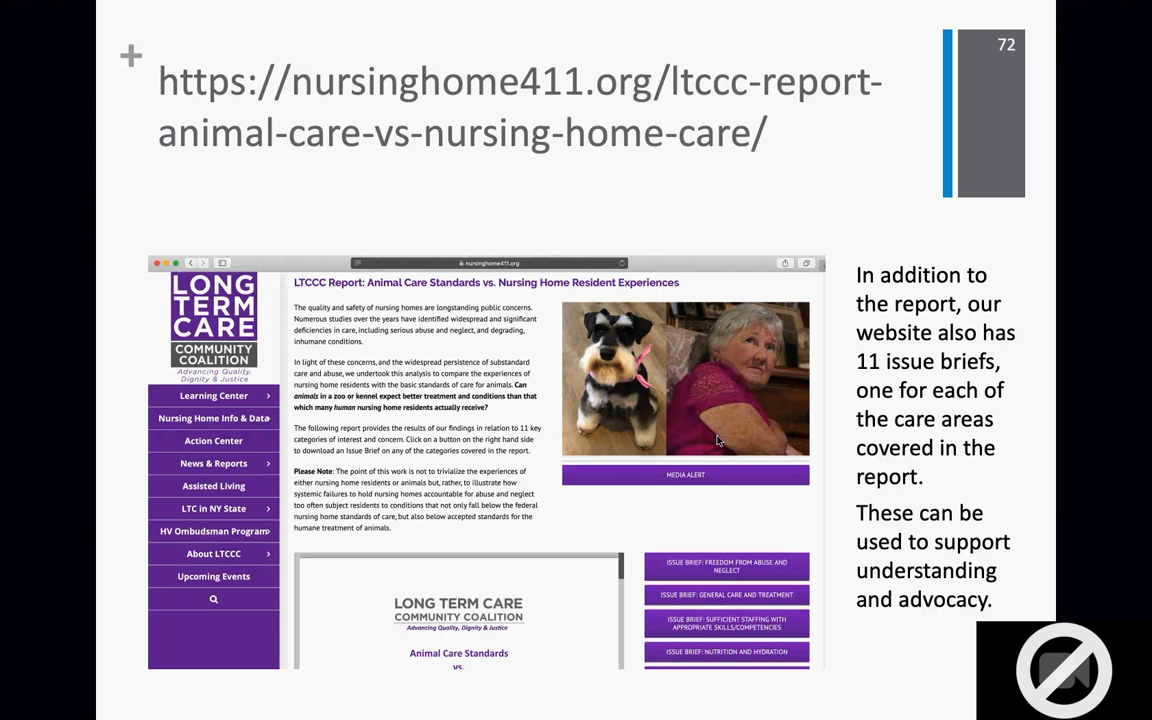 +
72
https://nursinghome411.org/ltccc-report-
animal-care-vs-nursing-home-care/
nursinghome411.org
LONG
TERM
CARE
COMMUNITY
COALITION
Advancing Quality,
Dignity & Justice
Learning Center
Nursing Home Info & Data
Action Center
News & Reports
Assisted Living
LTC in NY State
HV Ombudsman Program
About LTCCC
Upcoming Events
LTCCC Report: Animal Care Standards vs. Nursing Home Resident Experiences
The quality and safety of nursing homes are longstanding public concerns.
Numerous studies over the years have identified widespread and significant
deficiencies in care, including serious abuse and neglect, and degrading,
inhumane conditions.
In light of these concerns, and the widespread persistence of substandard
care and abuse, we undertook this analysis to compare the experiences of
nursing home residents with the basic standards of care for animals. Can
animals in a zoo or kennel expect better treatment and conditions than that
which many human nursing home residents actually receive?
The following report provides the results of our findings in relation to 11 key
categories of interest and concern. Click on a button on the right hand side
to download an Issue Brief on any of the categories covered in the report.
Please Note: The point of this work is not to trivialize the experiences of
either nursing home residents or animals but, rather, to illustrate how
systemic failures to hold nursing homes accountable for abuse and neglect
too often subject residents to conditions that not only fall below the federal
nursing home standards of care, but also below accepted standards for the
humane treatment of animals.
MEDIA ALERT
LONG TERM CARE
COMMUNITY COALITION
Advancing Quality, Dignity & Justice
Animal Care Standards
vs.
ISSUE BRIEF: FREEDOM FROM ABUSE AND
NEGLECT
ISSUE BRIEF: GENERAL CARE AND TREATMENT
ISSUE BRIEF: SUFFICIENT STAFFING WITH
APPROPRIATE SKILLS/COMPETENCIES
ISSUE BRIEF: NUTRITION AND HYDRATION
In addition to
the report, our
website also has
11 issue briefs,
one for each of
the care areas
covered in the
report.
These can be
used to support
understanding
and advocacy.